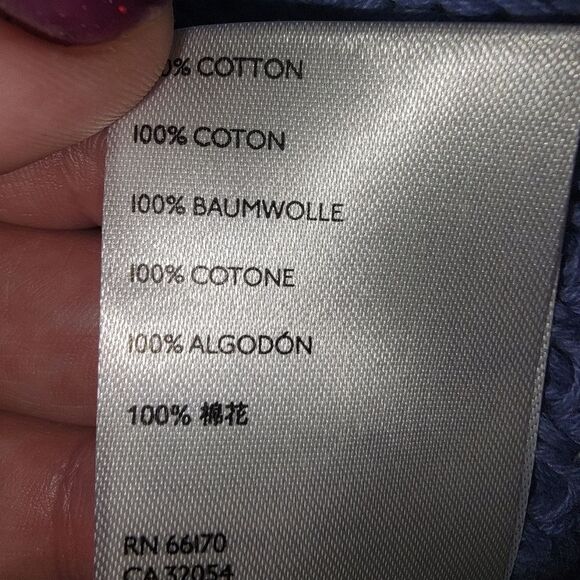 0% COTTON
100% COTON
100% BAUMWOLLE
100% COTONE
100% ALGODÓN
100% 棉花
RN 66170
CA 32054